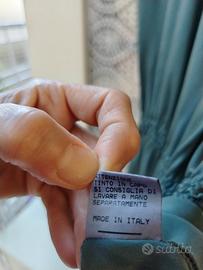 ATTENZIONE
TINTO IN CAPO
SI CONSIGLIA DI
LAVARE A MANO
SEPARATAMENTE
MADE IN ITALY
subito